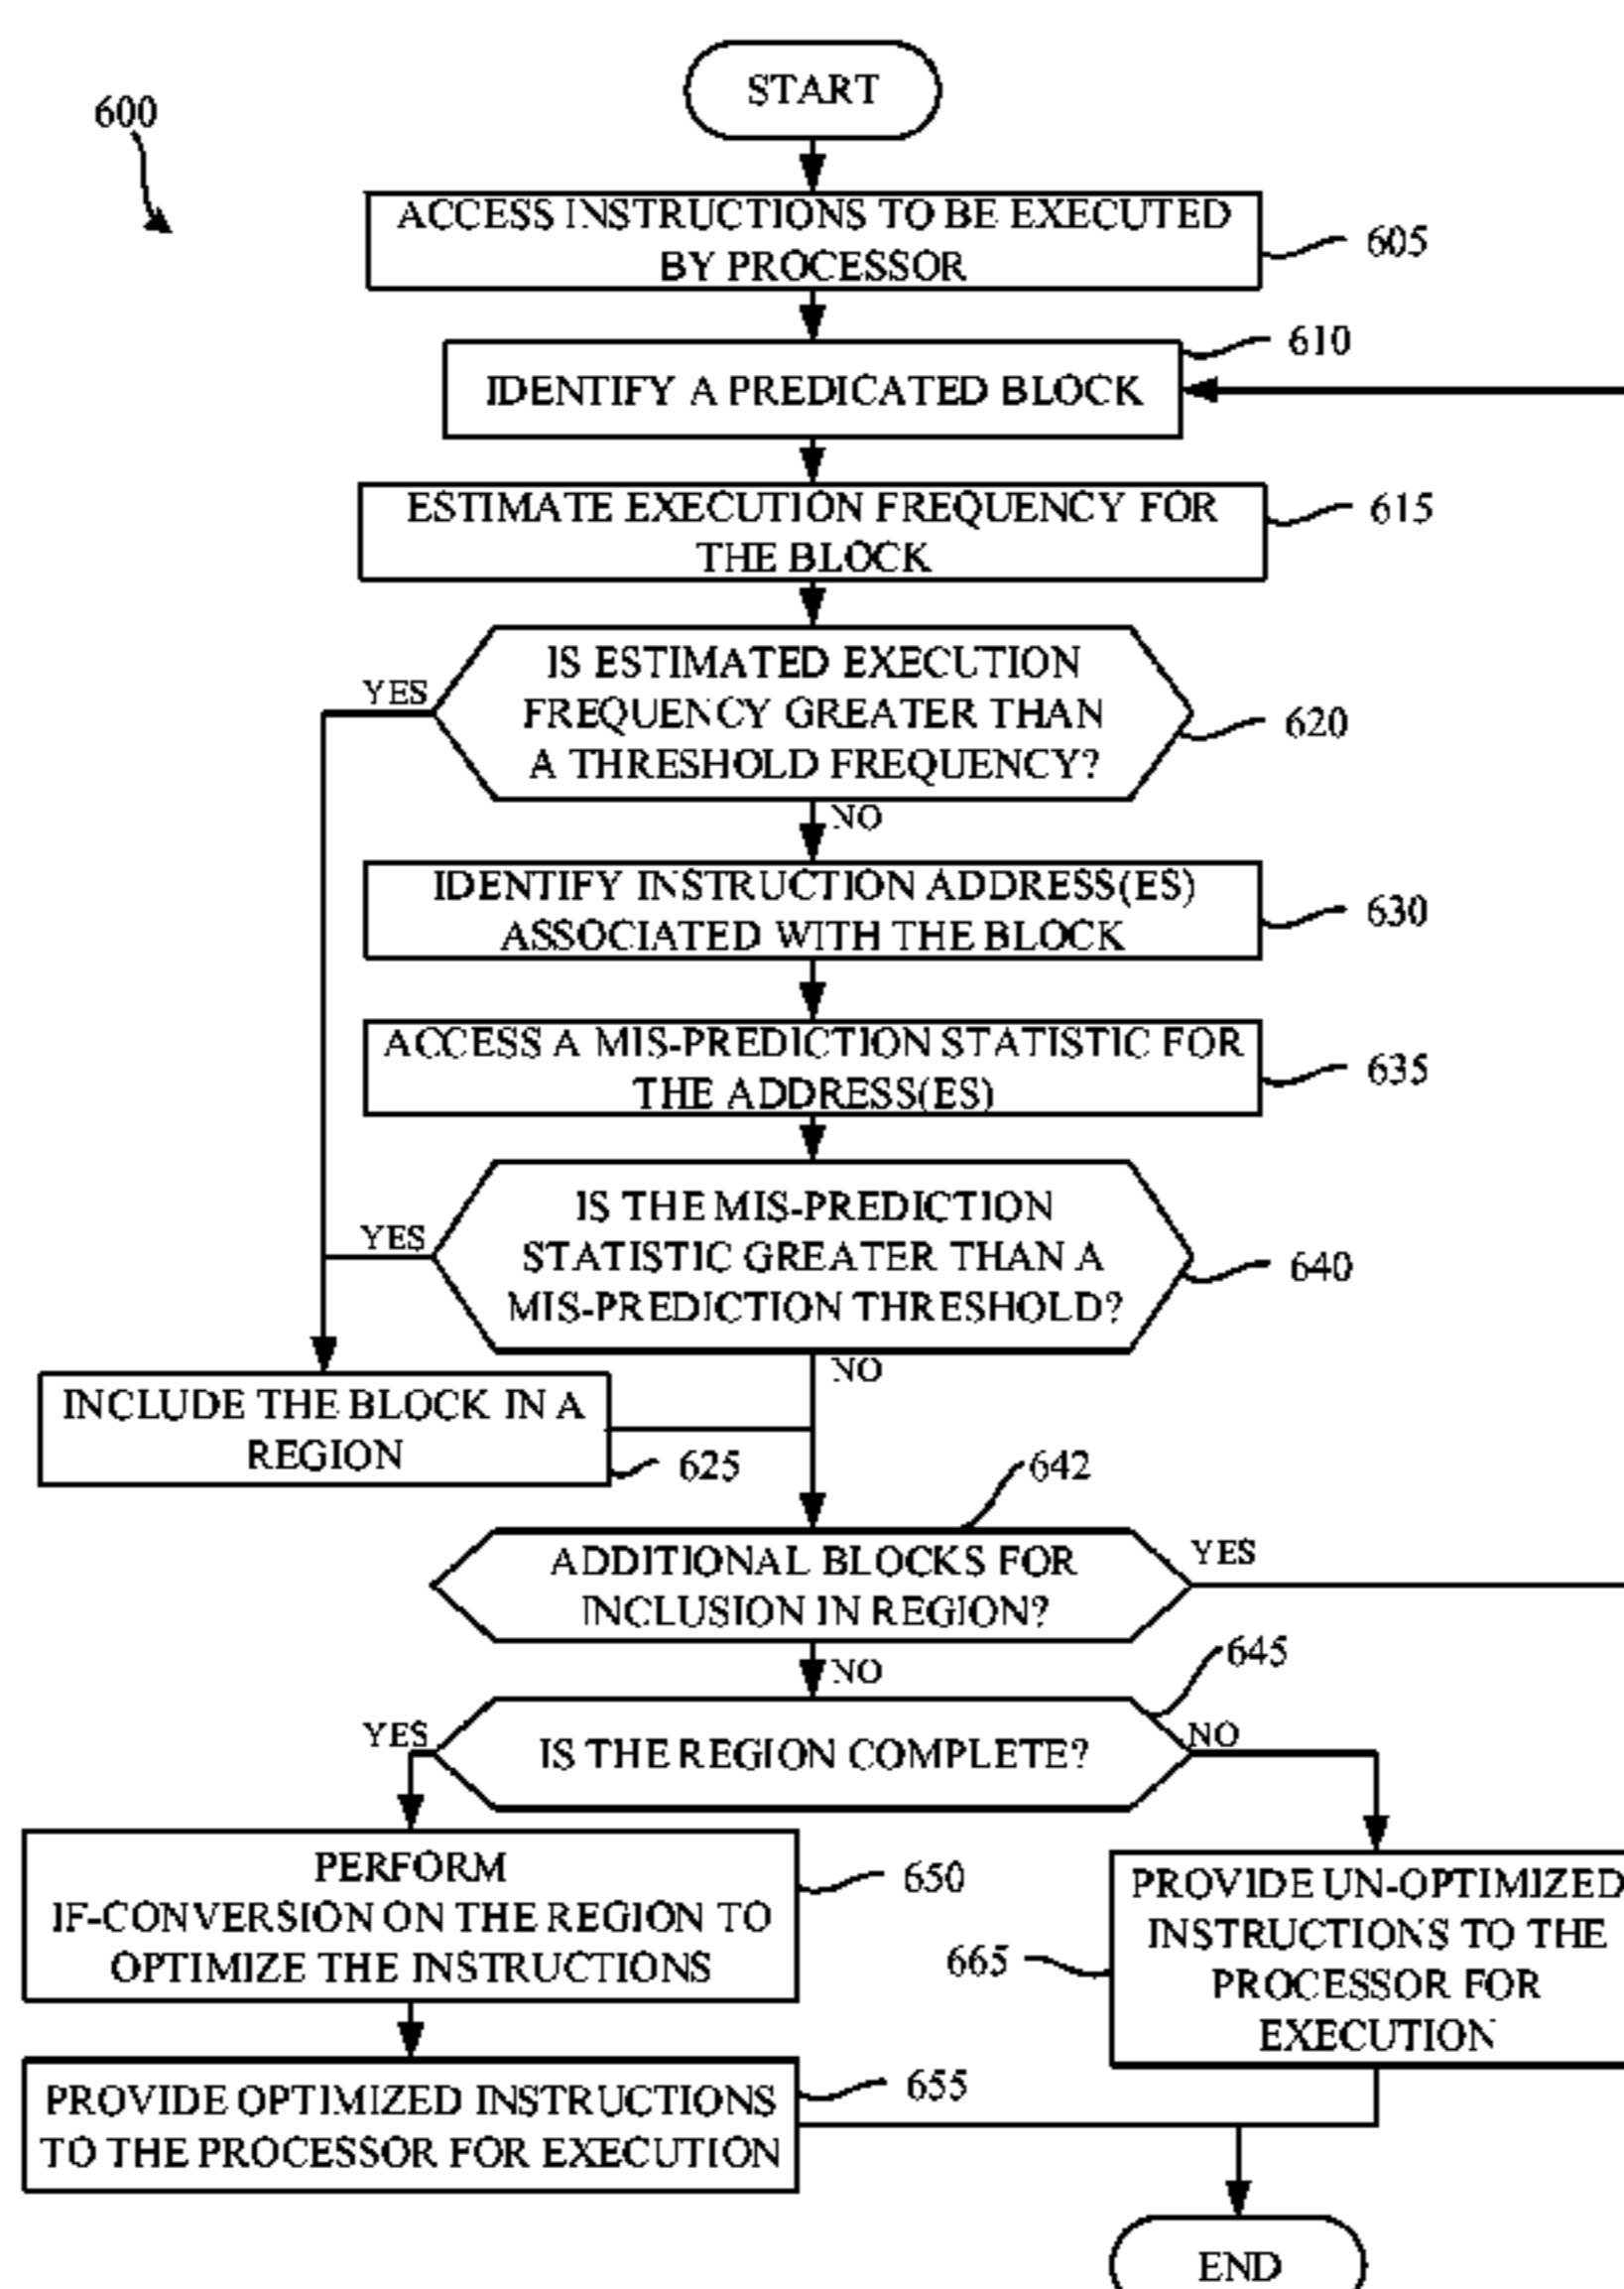 START
600
ACCESS INSTRUCTIONS TO BE EXECUTED
BY PROCESSOR
605
610
IDENTIFY A PREDICATED BLOCK
ESTIMATE EXECUTION FREQUENCY FOR
THE BLOCK
615
IS ESTIMATED EXECUTION
FREQUENCY GREATER THAN
A THRESHOLD FREQUENCY?
YES
620
NO
IDENTIFY INSTRUCTION ADDRESS(ES)
ASSOCIATED WITH THE BLOCK
630
ACCESS A MIS-PREDICTION STATISTIC FOR
THE ADDRESS(ES)
635
IS THE MIS-PREDICTION
STATISTIC GREATER THAN A
MIS-PREDICTION THRESHOLD?
YES
640
NO
INCLUDE THE BLOCK IN A
REGION
625
642
ADDITIONAL BLOCKS FOR
INCLUSION IN REGION?
YES
NO
645
YES
IS THE REGION COMPLETE?
NO
PERFORM
IF-CONVERSION ON THE REGION TO
OPTIMIZE THE INSTRUCTIONS
650
PROVIDE UN-OPTIMIZED
INSTRUCTIONS TO THE
PROCESSOR FOR
EXECUTION
665
PROVIDE OPTIMIZED INSTRUCTIONS
TO THE PROCESSOR FOR EXECUTION
655
END